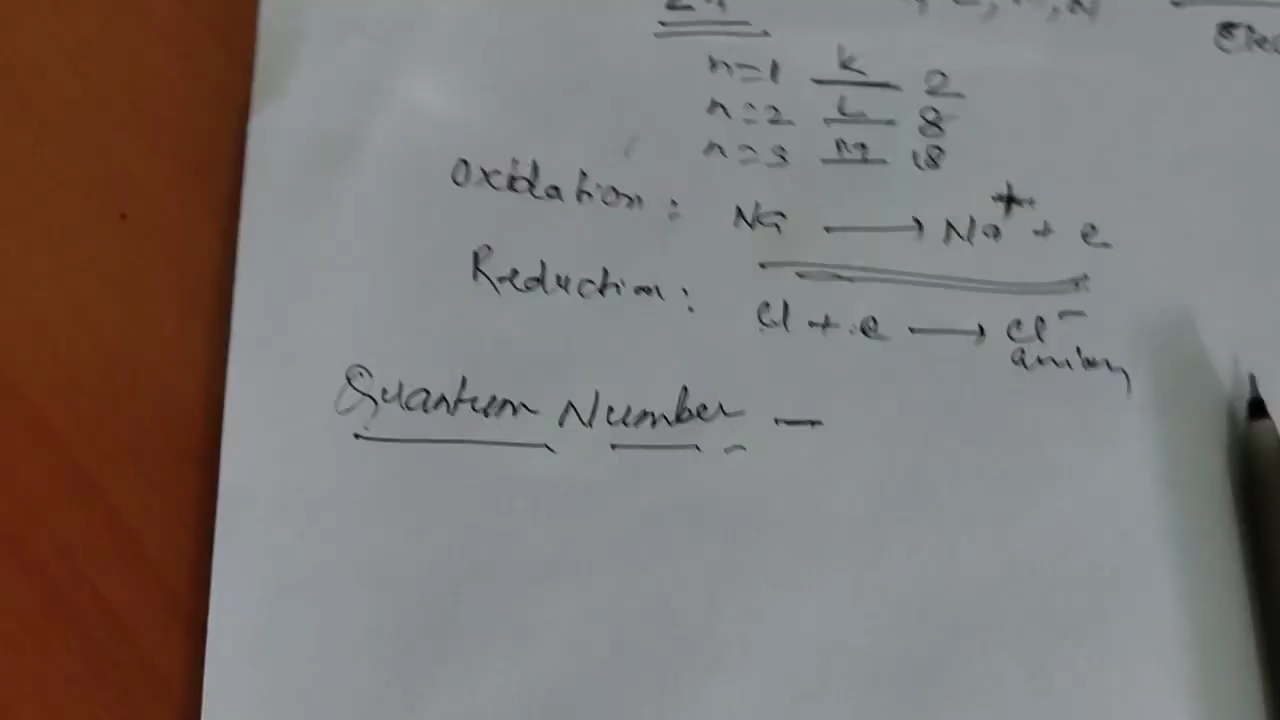 n=1 K 2
n=2 L 8
n=3 M 18
Oxidation : Na → Na⁺ + e
Reduction : Cl + e → Cl⁻
anion
Quantum Number —